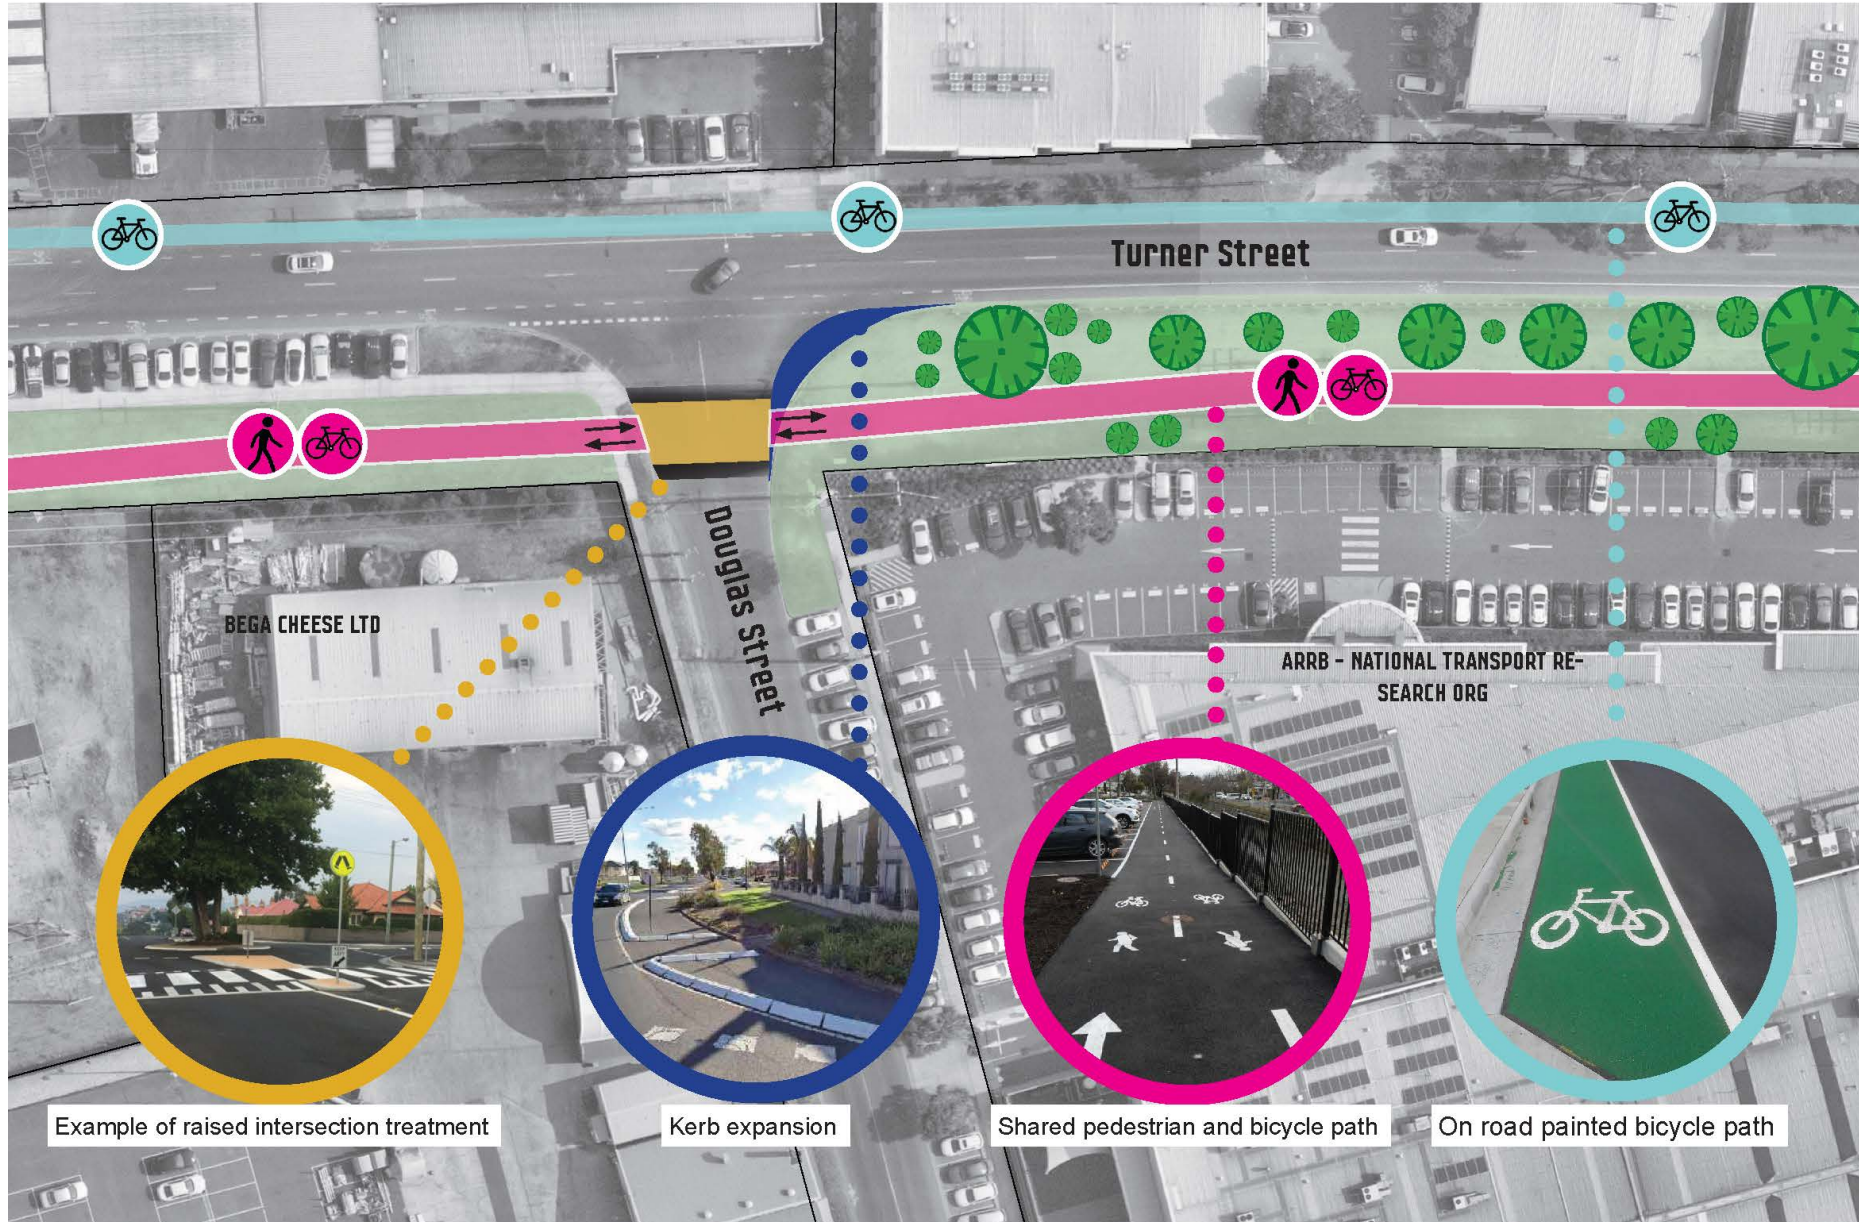 Turner Street
Douglas Street
BEGA CHEESE LTD
ARRB - NATIONAL TRANSPORT RE-
SEARCH ORG
Example of raised intersection treatment
Kerb expansion
Shared pedestrian and bicycle path
On road painted bicycle path